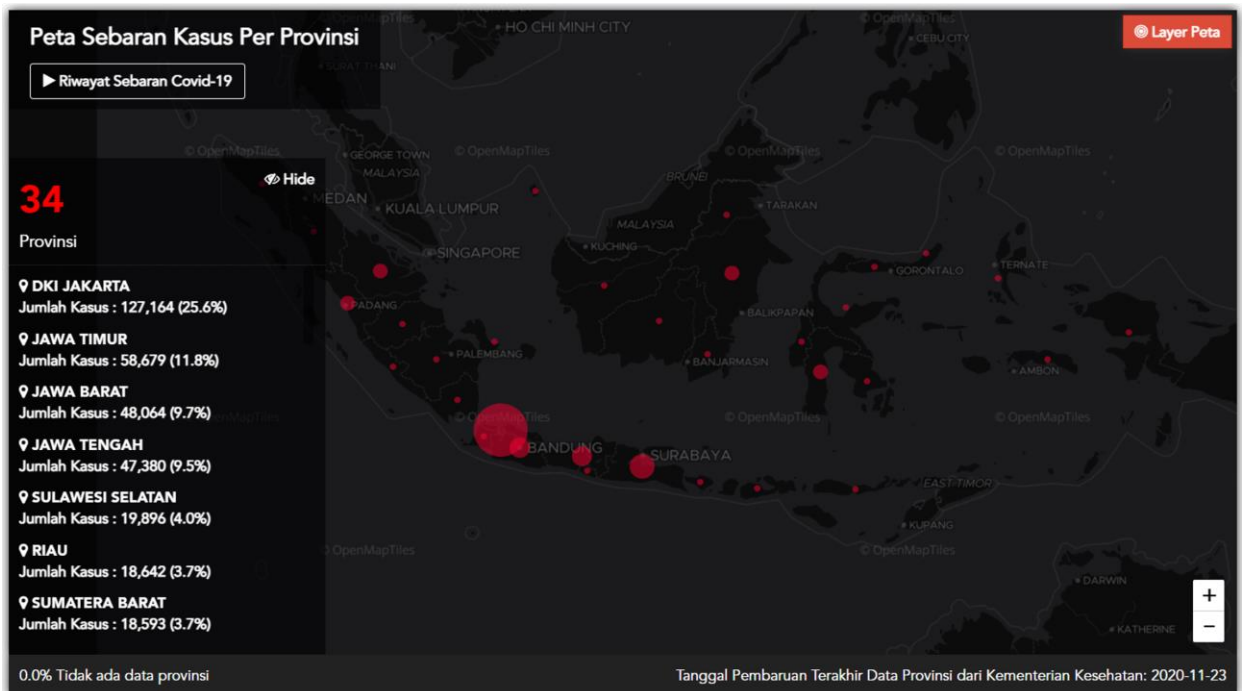 Peta Sebaran Kasus Per Provinsi
▶ Riwayat Sebaran Covid-19
Layer Peta
Hide
34
Provinsi
DKI JAKARTA
Jumlah Kasus : 127,164 (25.6%)
JAWA TIMUR
Jumlah Kasus : 58,679 (11.8%)
JAWA BARAT
Jumlah Kasus : 48,064 (9.7%)
JAWA TENGAH
Jumlah Kasus : 47,380 (9.5%)
SULAWESI SELATAN
Jumlah Kasus : 19,896 (4.0%)
RIAU
Jumlah Kasus : 18,642 (3.7%)
SUMATERA BARAT
Jumlah Kasus : 18,593 (3.7%)
HO CHI MINH CITY
© OpenMapTiles
CEBU CITY
SURAT THANI
© OpenMapTiles
GEORGE TOWN
© OpenMapTiles
© OpenMapTiles
© OpenMapTiles
MALAYSIA
BRUNEI
MEDAN
KUALA LUMPUR
TARAKAN
MALAYSIA
KUCHING
SINGAPORE
GORONTALO
TERNATE
PADANG
BALIKPAPAN
PALEMBANG
BANJARMASIN
AMBON
© OpenMapTiles
© OpenMapTiles
© OpenMapTiles
BANDUNG
SURABAYA
EAST TIMOR
KUPANG
OpenMapTiles
© OpenMapTiles
DARWIN
KATHERINE
+
−
0.0% Tidak ada data provinsi
Tanggal Pembaruan Terakhir Data Provinsi dari Kementerian Kesehatan: 2020-11-23